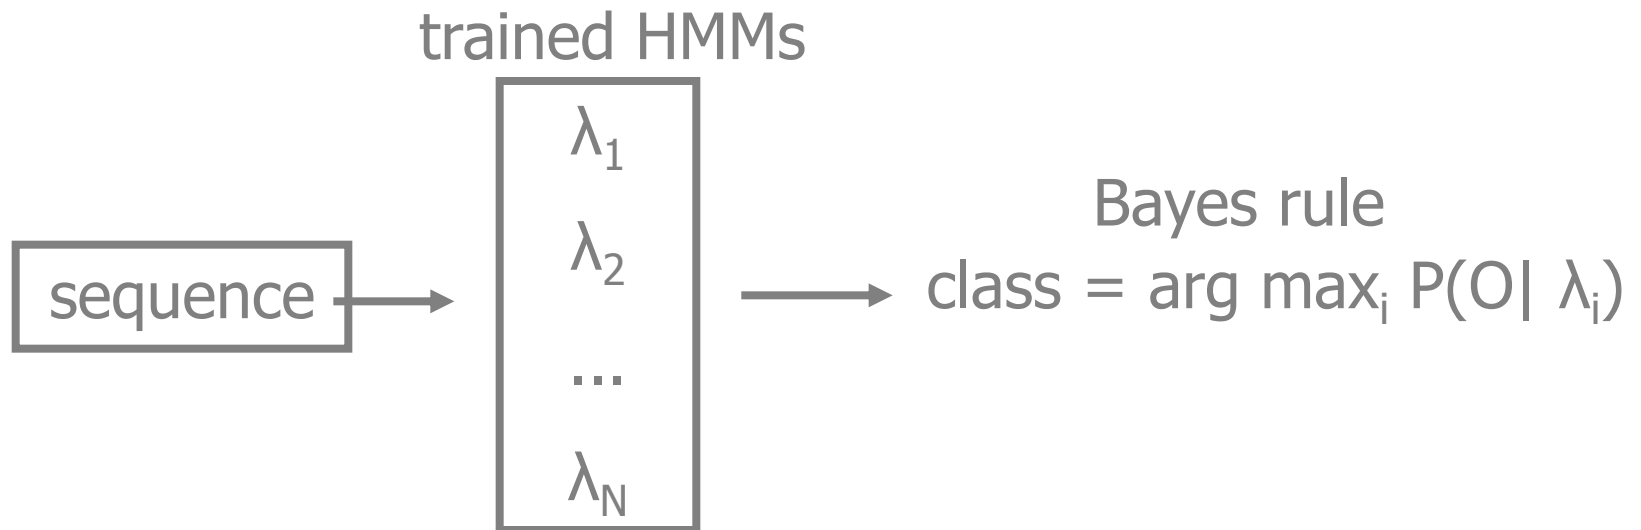 trained HMMs
λ1
λ2
...
λN
sequence
Bayes rule
class = arg maxi P(O| λi)